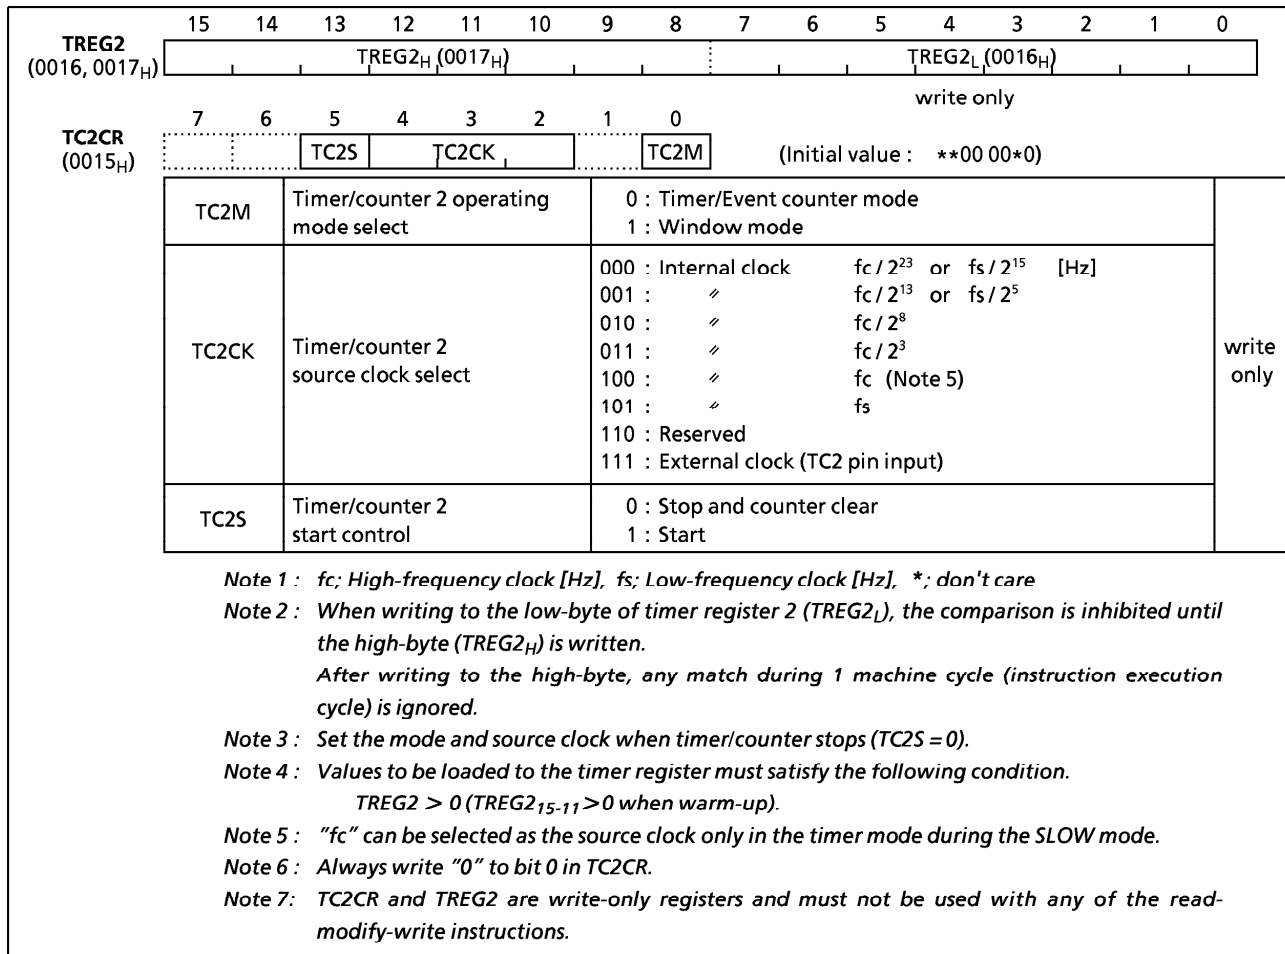 15 14 13 12 11 10 9 8 7 6 5 4 3 2 1 0
TREG2
(0016, 0017H)
TREG2H (0017H) TREG2L (0016H)
write only
7 6 5 4 3 2 1 0
TC2CR
(0015H)
TC2S TC2CK TC2M (Initial value : **00 00*0)
TC2M
Timer/counter 2 operating
mode select
0 : Timer/Event counter mode
1 : Window mode
TC2CK
Timer/counter 2
source clock select
000 : Internal clock fc / 2²³ or fs / 2¹⁵ [Hz]
001 : 〃 fc / 2¹³ or fs / 2⁵
010 : 〃 fc / 2⁸
011 : 〃 fc / 2³
100 : 〃 fc (Note 5)
101 : 〃 fs
110 : Reserved
111 : External clock (TC2 pin input)
write
only
TC2S
Timer/counter 2
start control
0 : Stop and counter clear
1 : Start
Note 1 : fc; High-frequency clock [Hz], fs; Low-frequency clock [Hz], *; don't care
Note 2 : When writing to the low-byte of timer register 2 (TREG2L), the comparison is inhibited until
the high-byte (TREG2H) is written.
After writing to the high-byte, any match during 1 machine cycle (instruction execution
cycle) is ignored.
Note 3 : Set the mode and source clock when timer/counter stops (TC2S = 0).
Note 4 : Values to be loaded to the timer register must satisfy the following condition.
TREG2 > 0 (TREG215-11 > 0 when warm-up).
Note 5 : "fc" can be selected as the source clock only in the timer mode during the SLOW mode.
Note 6 : Always write "0" to bit 0 in TC2CR.
Note 7: TC2CR and TREG2 are write-only registers and must not be used with any of the read-
modify-write instructions.